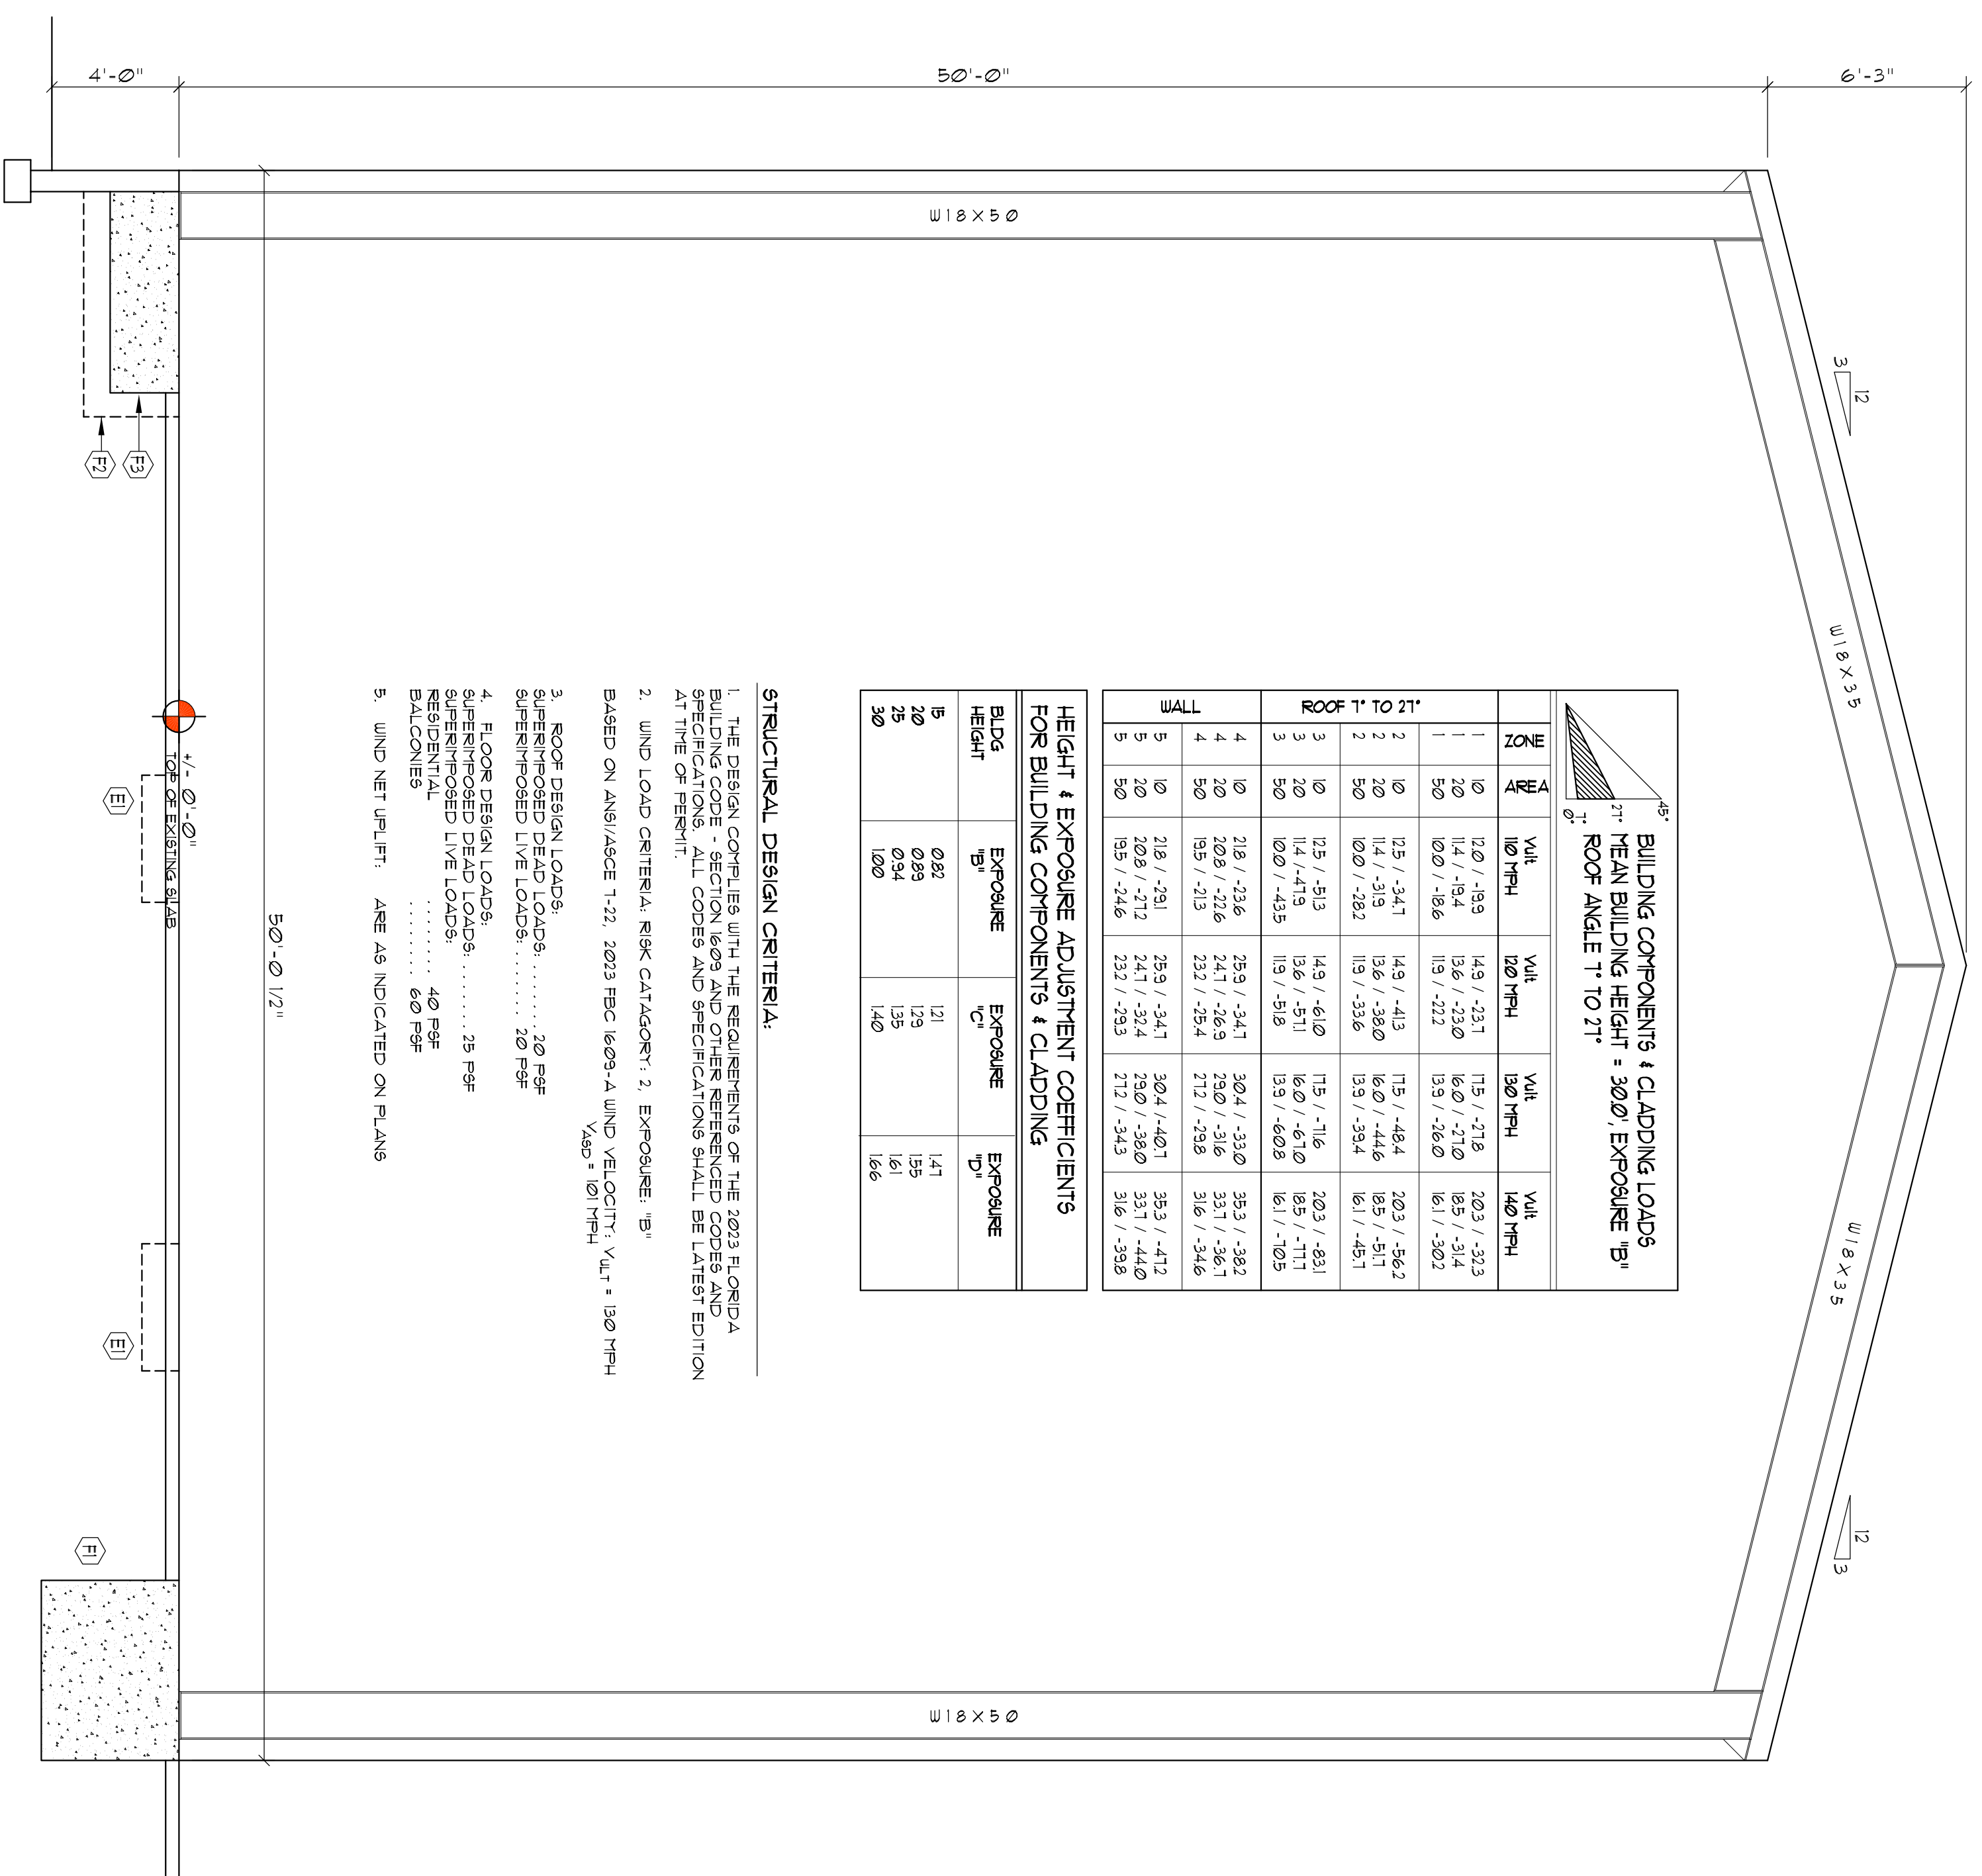 6'-3"
50'-0"
4'-0"
12
3
12
3
W18X35
W18X35
W18X50
W18X50
BUILDING COMPONENTS & CLADDING LOADS
MEAN BUILDING HEIGHT = 30.0', EXPOSURE "B"
ROOF ANGLE 7° TO 27°
45°
27°
7°
0°
ZONE AREA Vult 110 MPH Vult 120 MPH Vult 130 MPH Vult 140 MPH
ROOF 7° TO 27°
1 10 12.0 / -19.9 14.9 / -23.7 17.5 / -27.8 20.3 / -32.3
1 20 11.4 / -19.4 13.6 / -23.0 16.0 / -27.0 18.5 / -31.4
1 50 10.0 / -18.6 11.9 / -22.2 13.9 / -26.0 16.1 / -30.2
2 10 12.5 / -34.7 14.9 / -41.3 17.5 / -48.4 20.3 / -56.2
2 20 11.4 / -31.9 13.6 / -38.0 16.0 / -44.6 18.5 / -51.7
2 50 10.0 / -28.2 11.9 / -33.6 13.9 / -39.4 16.1 / -45.7
3 10 12.5 / -51.3 14.9 / -61.0 17.5 / -71.6 20.3 / -83.1
3 20 11.4 / -47.9 13.6 / -57.1 16.0 / -67.0 18.5 / -77.7
3 50 10.0 / -43.5 11.9 / -51.8 13.9 / -60.8 16.1 / -70.5
WALL
4 10 21.8 / -23.6 25.9 / -34.7 30.4 / -33.0 35.3 / -38.2
4 20 20.8 / -22.6 24.7 / -26.9 29.0 / -31.6 33.7 / -36.7
4 50 19.5 / -21.3 23.2 / -25.4 27.2 / -29.8 31.6 / -34.6
5 10 21.8 / -29.1 25.9 / -34.7 30.4 / -40.7 35.3 / -47.2
5 20 20.8 / -27.2 24.7 / -32.4 29.0 / -38.0 33.7 / -44.0
5 50 19.5 / -24.6 23.2 / -29.3 27.2 / -34.3 31.6 / -39.8
HEIGHT & EXPOSURE ADJUSTMENT COEFFICIENTS
FOR BUILDING COMPONENTS & CLADDING
BLDG HEIGHT EXPOSURE "B" EXPOSURE "C" EXPOSURE "D"
15 0.82 1.21 1.47
20 0.89 1.29 1.55
25 0.94 1.35 1.61
30 1.00 1.40 1.66
STRUCTURAL DESIGN CRITERIA:
1. THE DESIGN COMPLIES WITH THE REQUIREMENTS OF THE 2023 FLORIDA
BUILDING CODE - SECTION 1609 AND OTHER REFERENCED CODES AND
SPECIFICATIONS. ALL CODES AND SPECIFICATIONS SHALL BE LATEST EDITION
AT TIME OF PERMIT.
2. WIND LOAD CRITERIA: RISK CATAGORY: 2, EXPOSURE: "B"
BASED ON ANSI/ASCE 7-22, 2023 FBC 1609-A WIND VELOCITY: VULT = 130 MPH
VASD = 101 MPH
3. ROOF DESIGN LOADS:
SUPERIMPOSED DEAD LOADS: . . . . . . . 20 PSF
SUPERIMPOSED LIVE LOADS: . . . . . . . 20 PSF
4. FLOOR DESIGN LOADS:
SUPERIMPOSED DEAD LOADS: . . . . . . . 25 PSF
SUPERIMPOSED LIVE LOADS:
RESIDENTIAL . . . . . . . 40 PSF
BALCONIES . . . . . . . 60 PSF
5. WIND NET UPLIFT: ARE AS INDICATED ON PLANS
50'-0 1/2"
+/- 0'-0"
TOP OF EXISTING SLAB
F3
F2
E1
E1
F1